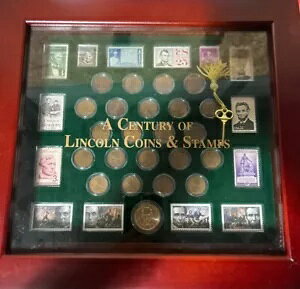 A CENTURY OF
LINCOLN COINS & STAMPS